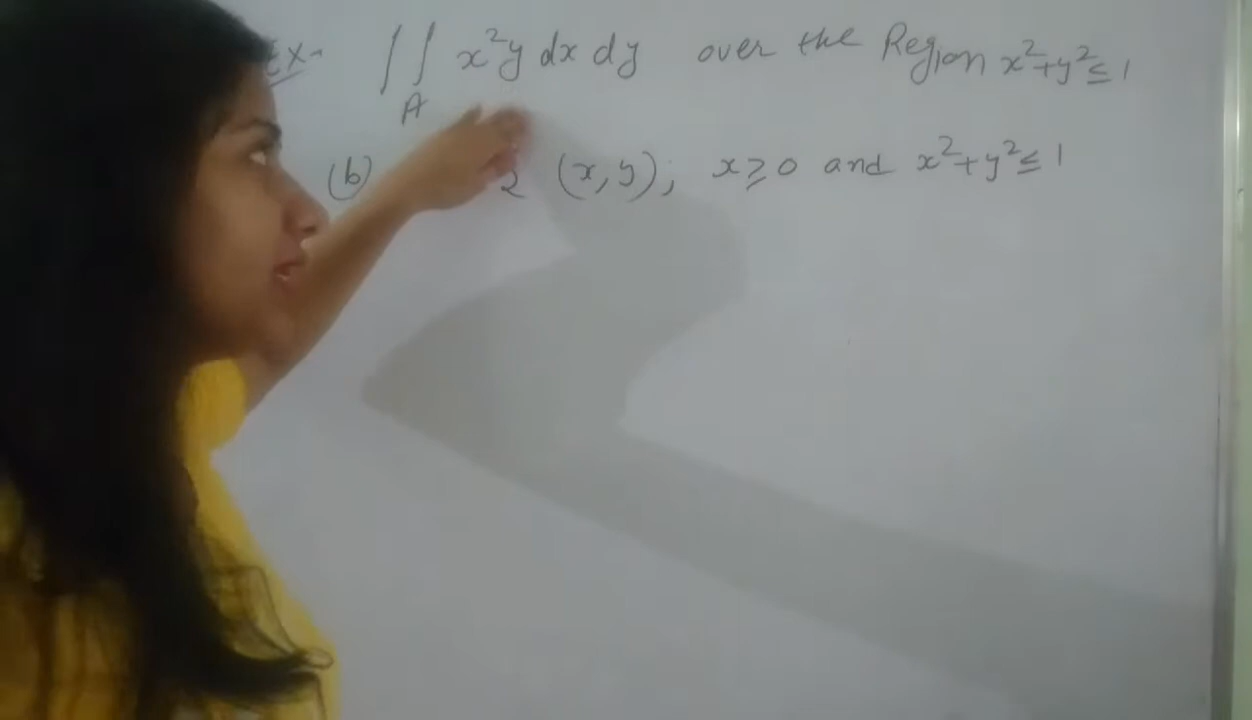 Ex- ∫∫_A x²y dx dy over the Region x²+y² ≤ 1
(b) (x, y); x ≥ 0 and x²+y² ≤ 1